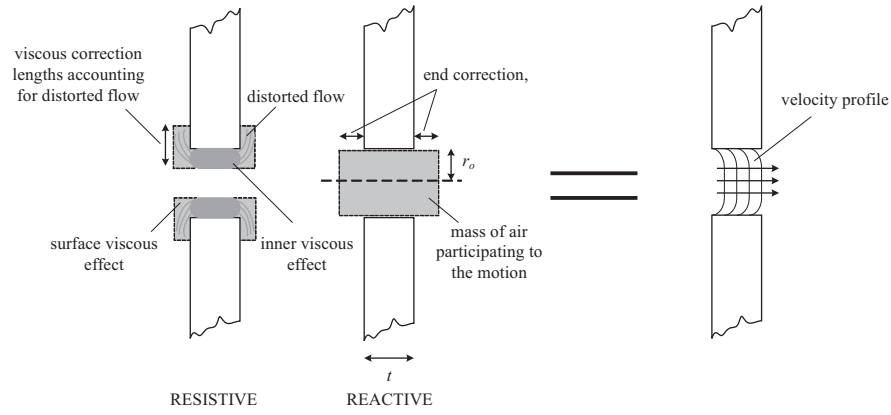 viscous correction
lengths accounting
for distorted flow
distorted flow
end correction,
velocity profile
r_o
surface viscous
effect
inner viscous
effect
mass of air
participating to
the motion
t
RESISTIVE
REACTIVE